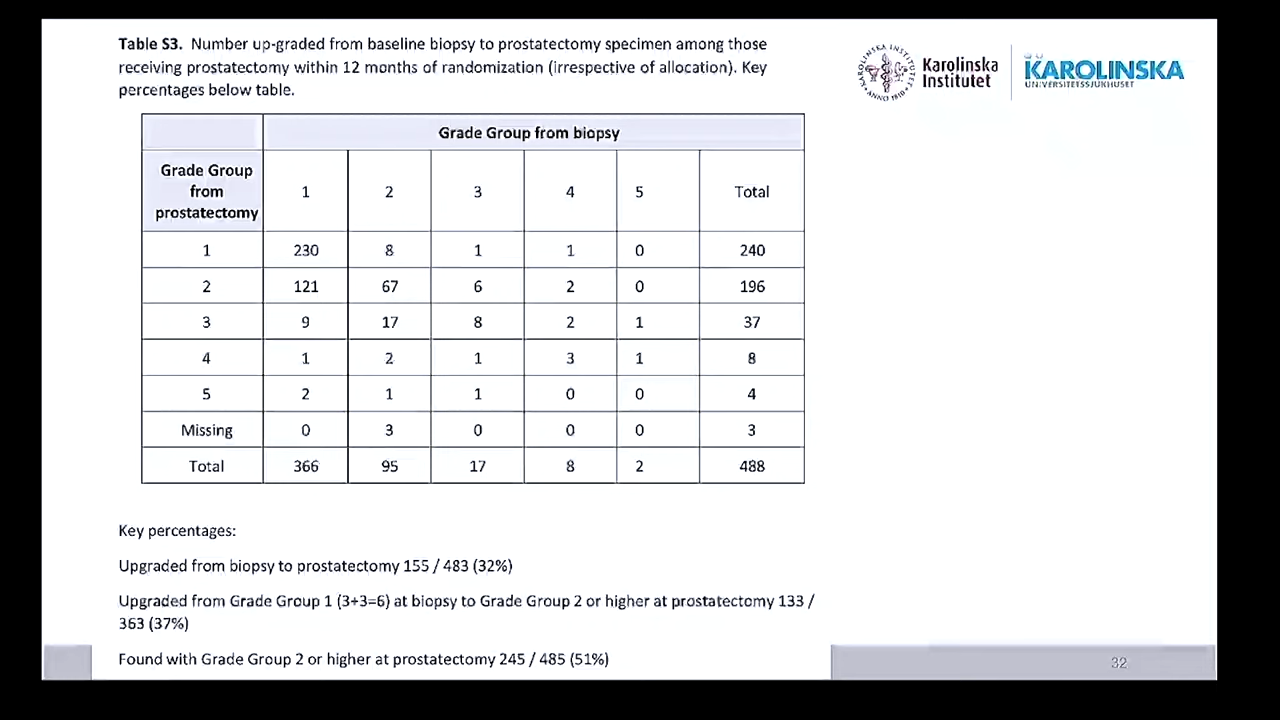 Table S3. Number up-graded from baseline biopsy to prostatectomy specimen among those
receiving prostatectomy within 12 months of randomization (irrespective of allocation). Key
percentages below table.
Karolinska
Institutet
KAROLINSKA INSTITUTET ANNO 1810
KAROLINSKA
UNIVERSITETSSJUKHUSET
Grade Group from biopsy
Grade Group
from
prostatectomy
1 2 3 4 5 Total
1 230 8 1 1 0 240
2 121 67 6 2 0 196
3 9 17 8 2 1 37
4 1 2 1 3 1 8
5 2 1 1 0 0 4
Missing 0 3 0 0 0 3
Total 366 95 17 8 2 488
Key percentages:
Upgraded from biopsy to prostatectomy 155 / 483 (32%)
Upgraded from Grade Group 1 (3+3=6) at biopsy to Grade Group 2 or higher at prostatectomy 133 /
363 (37%)
Found with Grade Group 2 or higher at prostatectomy 245 / 485 (51%)
32